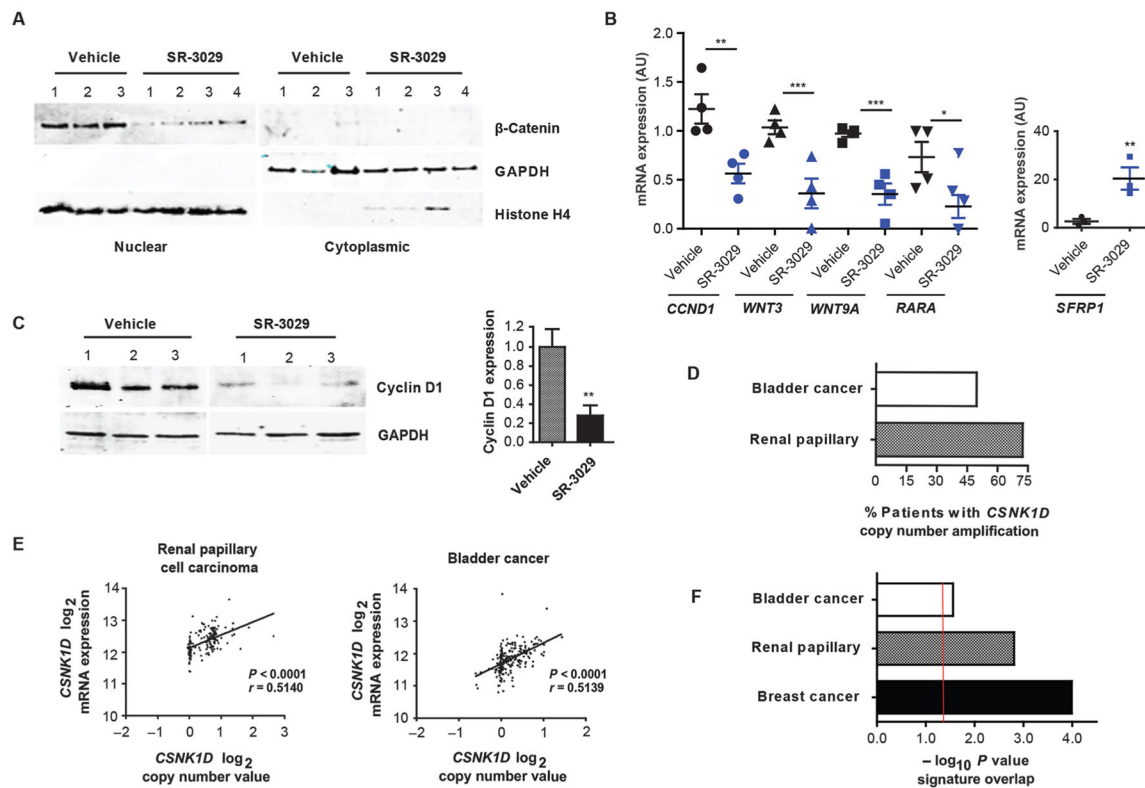 A
Vehicle SR-3029 Vehicle SR-3029
1 2 3 1 2 3 4 1 2 3 1 2 3 4
β-Catenin
GAPDH
Histone H4
Nuclear Cytoplasmic
B
mRNA expression (AU)
2.0
1.5
1.0
0.5
0.0
** *** *** *
Vehicle SR-3029 Vehicle SR-3029 Vehicle SR-3029 Vehicle SR-3029
CCND1 WNT3 WNT9A RARA
mRNA expression (AU)
40
20
0
**
Vehicle SR-3029
SFRP1
C
Vehicle SR-3029
1 2 3 1 2 3
Cyclin D1
GAPDH
Cyclin D1 expression
1.2
1.0
0.8
0.6
0.4
0.2
0.0
**
Vehicle SR-3029
D
Bladder cancer
Renal papillary
0 15 30 45 60 75
% Patients with CSNK1D
copy number amplification
E
Renal papillary
cell carcinoma
CSNK1D log2
mRNA expression
14
13
12
11
10
P < 0.0001
r = 0.5140
–2 –1 0 1 2 3
CSNK1D log2
copy number value
Bladder cancer
CSNK1D log2
mRNA expression
14
13
12
11
10
P < 0.0001
r = 0.5139
–2 –1 0 1 2
CSNK1D log2
copy number value
F
Bladder cancer
Renal papillary
Breast cancer
0.0 1.0 2.0 3.0 4.0
– log10 P value
signature overlap